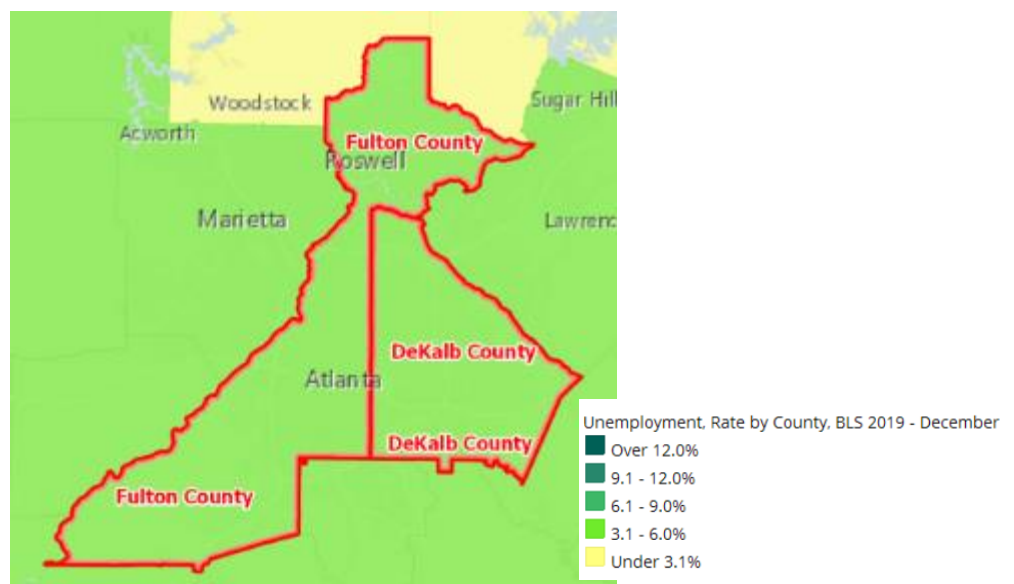 Woodstock
Sugar Hill
Acworth
Fulton County
Roswell
Marietta
Lawrenc
DeKalb County
Atlanta
DeKalb County
Fulton County
Unemployment, Rate by County, BLS 2019 - December
Over 12.0%
9.1 - 12.0%
6.1 - 9.0%
3.1 - 6.0%
Under 3.1%